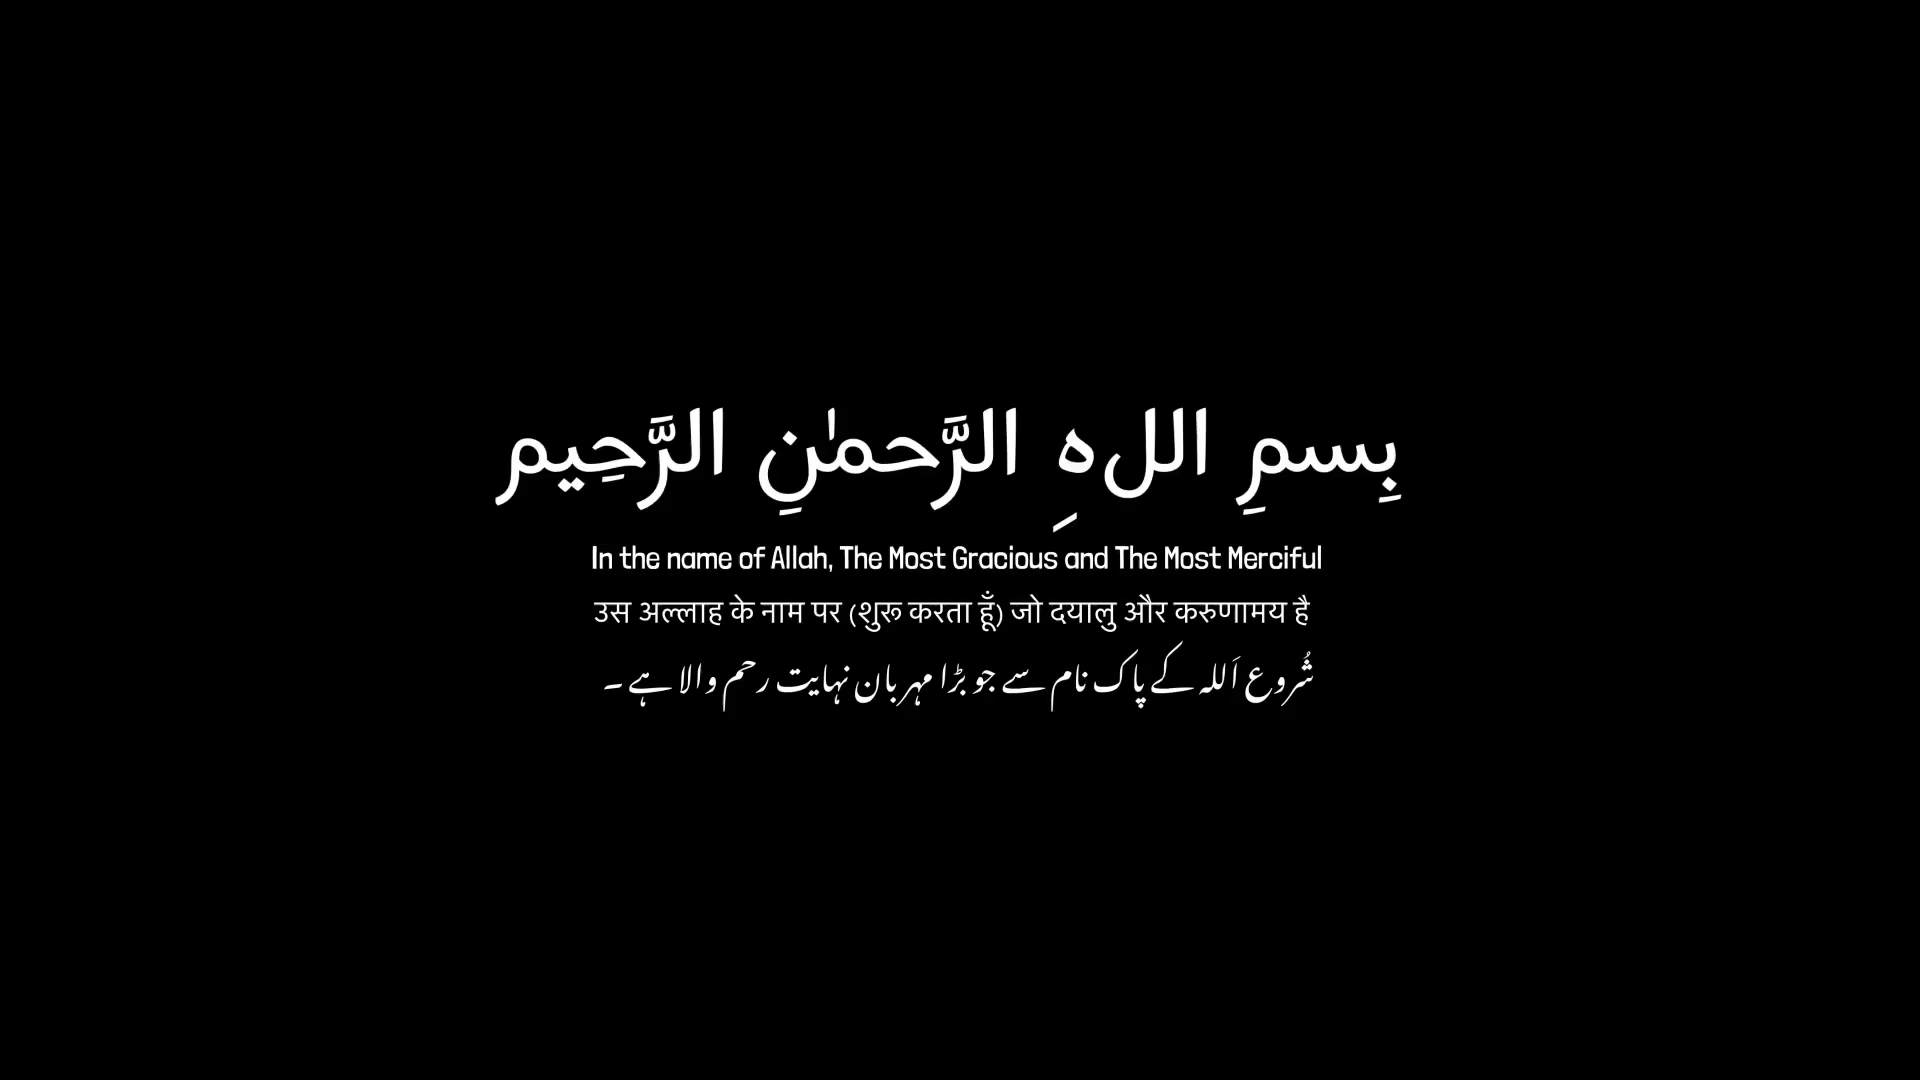 بِسمِ اللهِ الرَّحمٰنِ الرَّحِيم
In the name of Allah, The Most Gracious and The Most Merciful
उस अल्लाह के नाम पर (शुरू करता हूँ) जो दयालु और करुणामय है
شُروع اَللہ کے پاک نام سے جو بڑا مہربان نہایت رحم والا ہے ۔